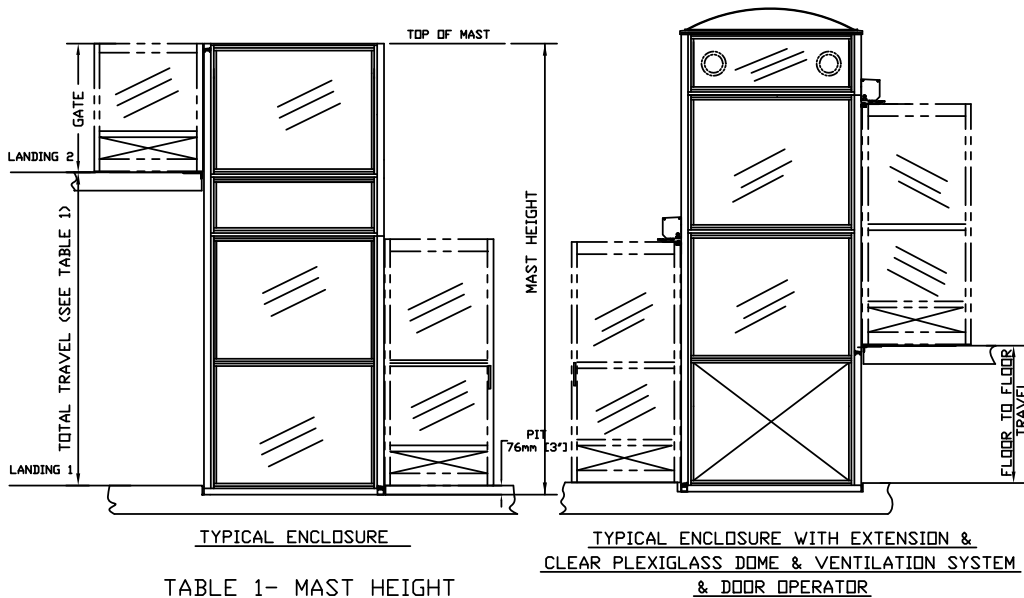 TOP OF MAST
GATE
LANDING 2
TOTAL TRAVEL (SEE TABLE 1)
MAST HEIGHT
PIT
76mm [3"]
LANDING 1
FLOOR TO FLOOR
TRAVEL
TYPICAL ENCLOSURE
TYPICAL ENCLOSURE WITH EXTENSION &
CLEAR PLEXIGLASS DOME & VENTILATION SYSTEM
& DOOR OPERATOR
TABLE 1- MAST HEIGHT